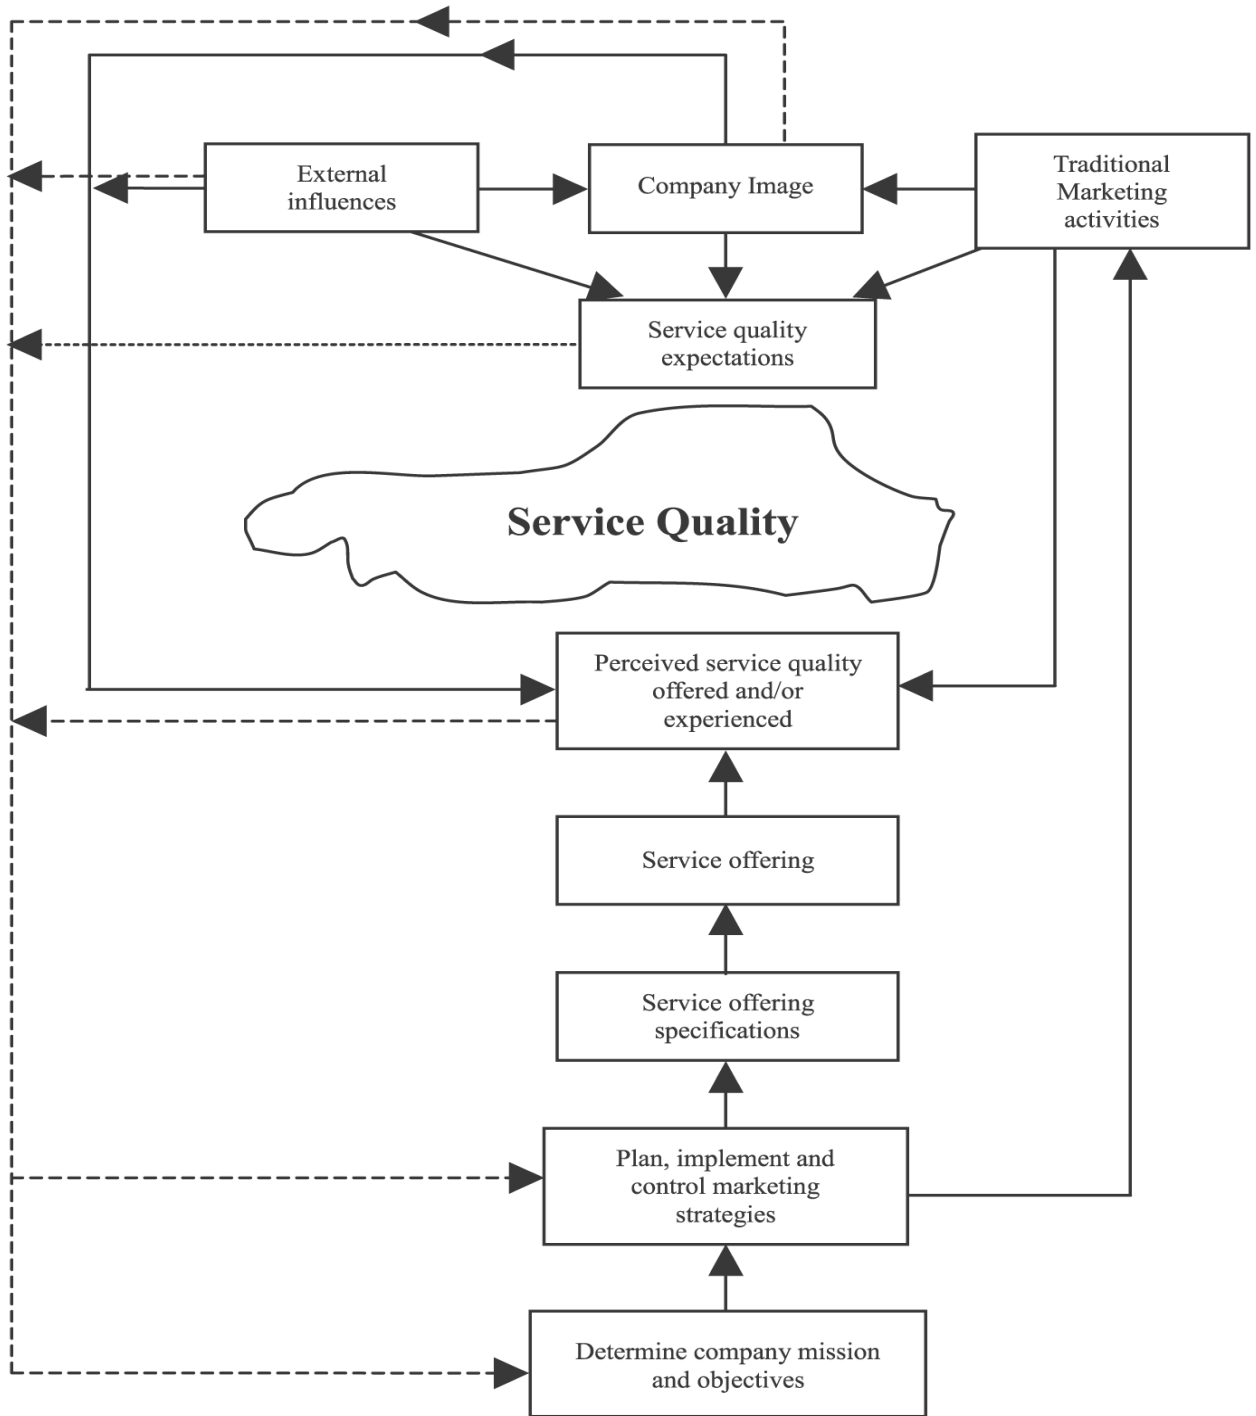 External
influences
Company Image
Traditional
Marketing
activities
Service quality
expectations
Service Quality
Perceived service quality
offered and/or
experienced
Service offering
Service offering
specifications
Plan, implement and
control marketing
strategies
Determine company mission
and objectives